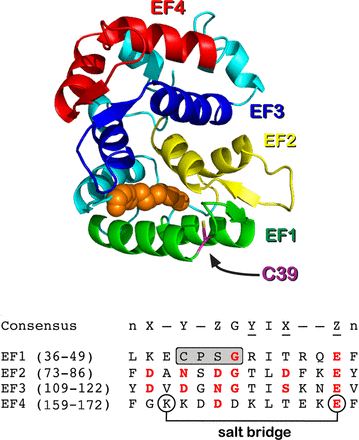 EF4
EF3
EF2
EF1
C39
Consensus n X – Y – Z G Y I X – – Z n
EF1 (36–49) L K E C P S G R I T R Q E F
EF2 (73–86) F D A N S D G T L D F K E Y
EF3 (109–122) Y D V D G N G T I S K N E V
EF4 (159–172) F G K K D D D K L T E K E F
salt bridge